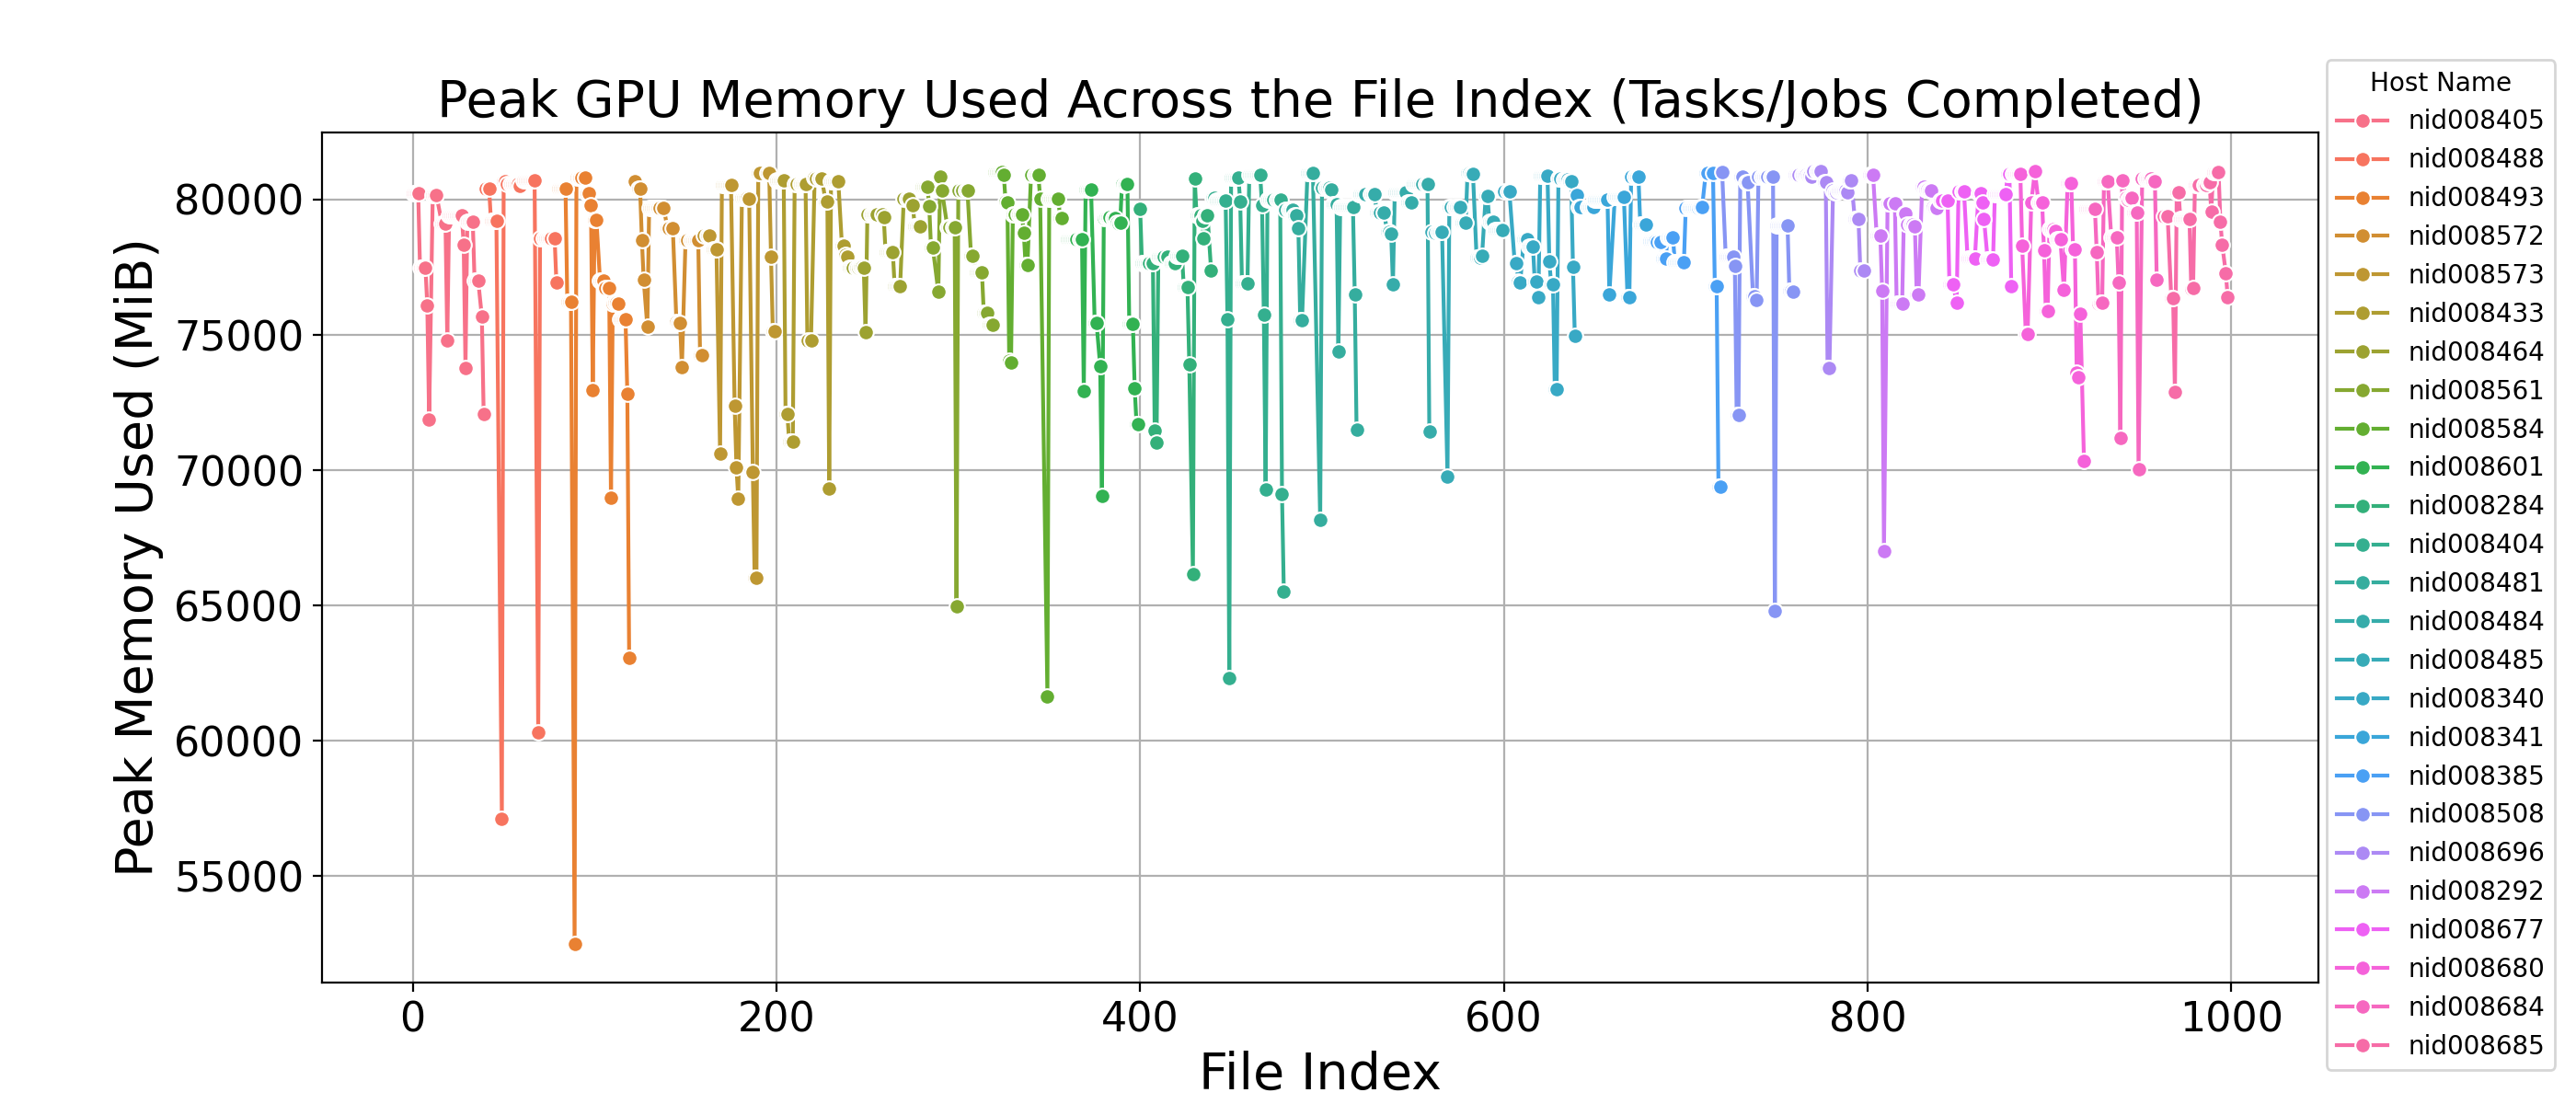 Peak GPU Memory Used Across the File Index (Tasks/Jobs Completed)
Peak Memory Used (MiB)
80000
75000
70000
65000
60000
55000
0
200
400
600
800
1000
File Index
Host Name
nid008405
nid008488
nid008493
nid008572
nid008573
nid008433
nid008464
nid008561
nid008584
nid008601
nid008284
nid008404
nid008481
nid008484
nid008485
nid008340
nid008341
nid008385
nid008508
nid008696
nid008292
nid008677
nid008680
nid008684
nid008685